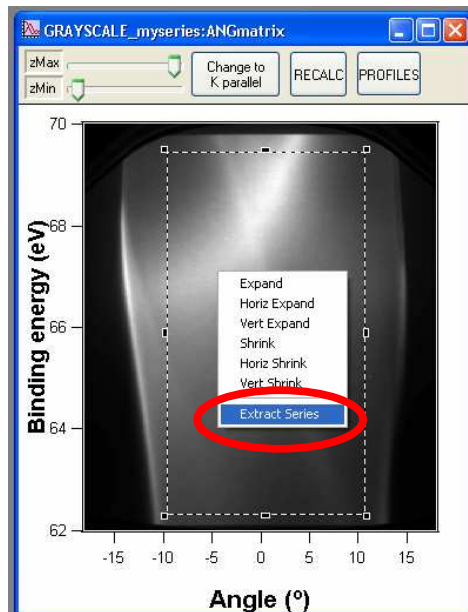 GRAYSCALE_myseries:ANGmatrix
zMax
zMin
Change to
K parallel
RECALC
PROFILES
Binding energy (eV)
70
68
66
64
62
Expand
Horiz Expand
Vert Expand
Shrink
Horiz Shrink
Vert Shrink
Extract Series
-15 -10 -5 0 5 10 15
Angle (º)